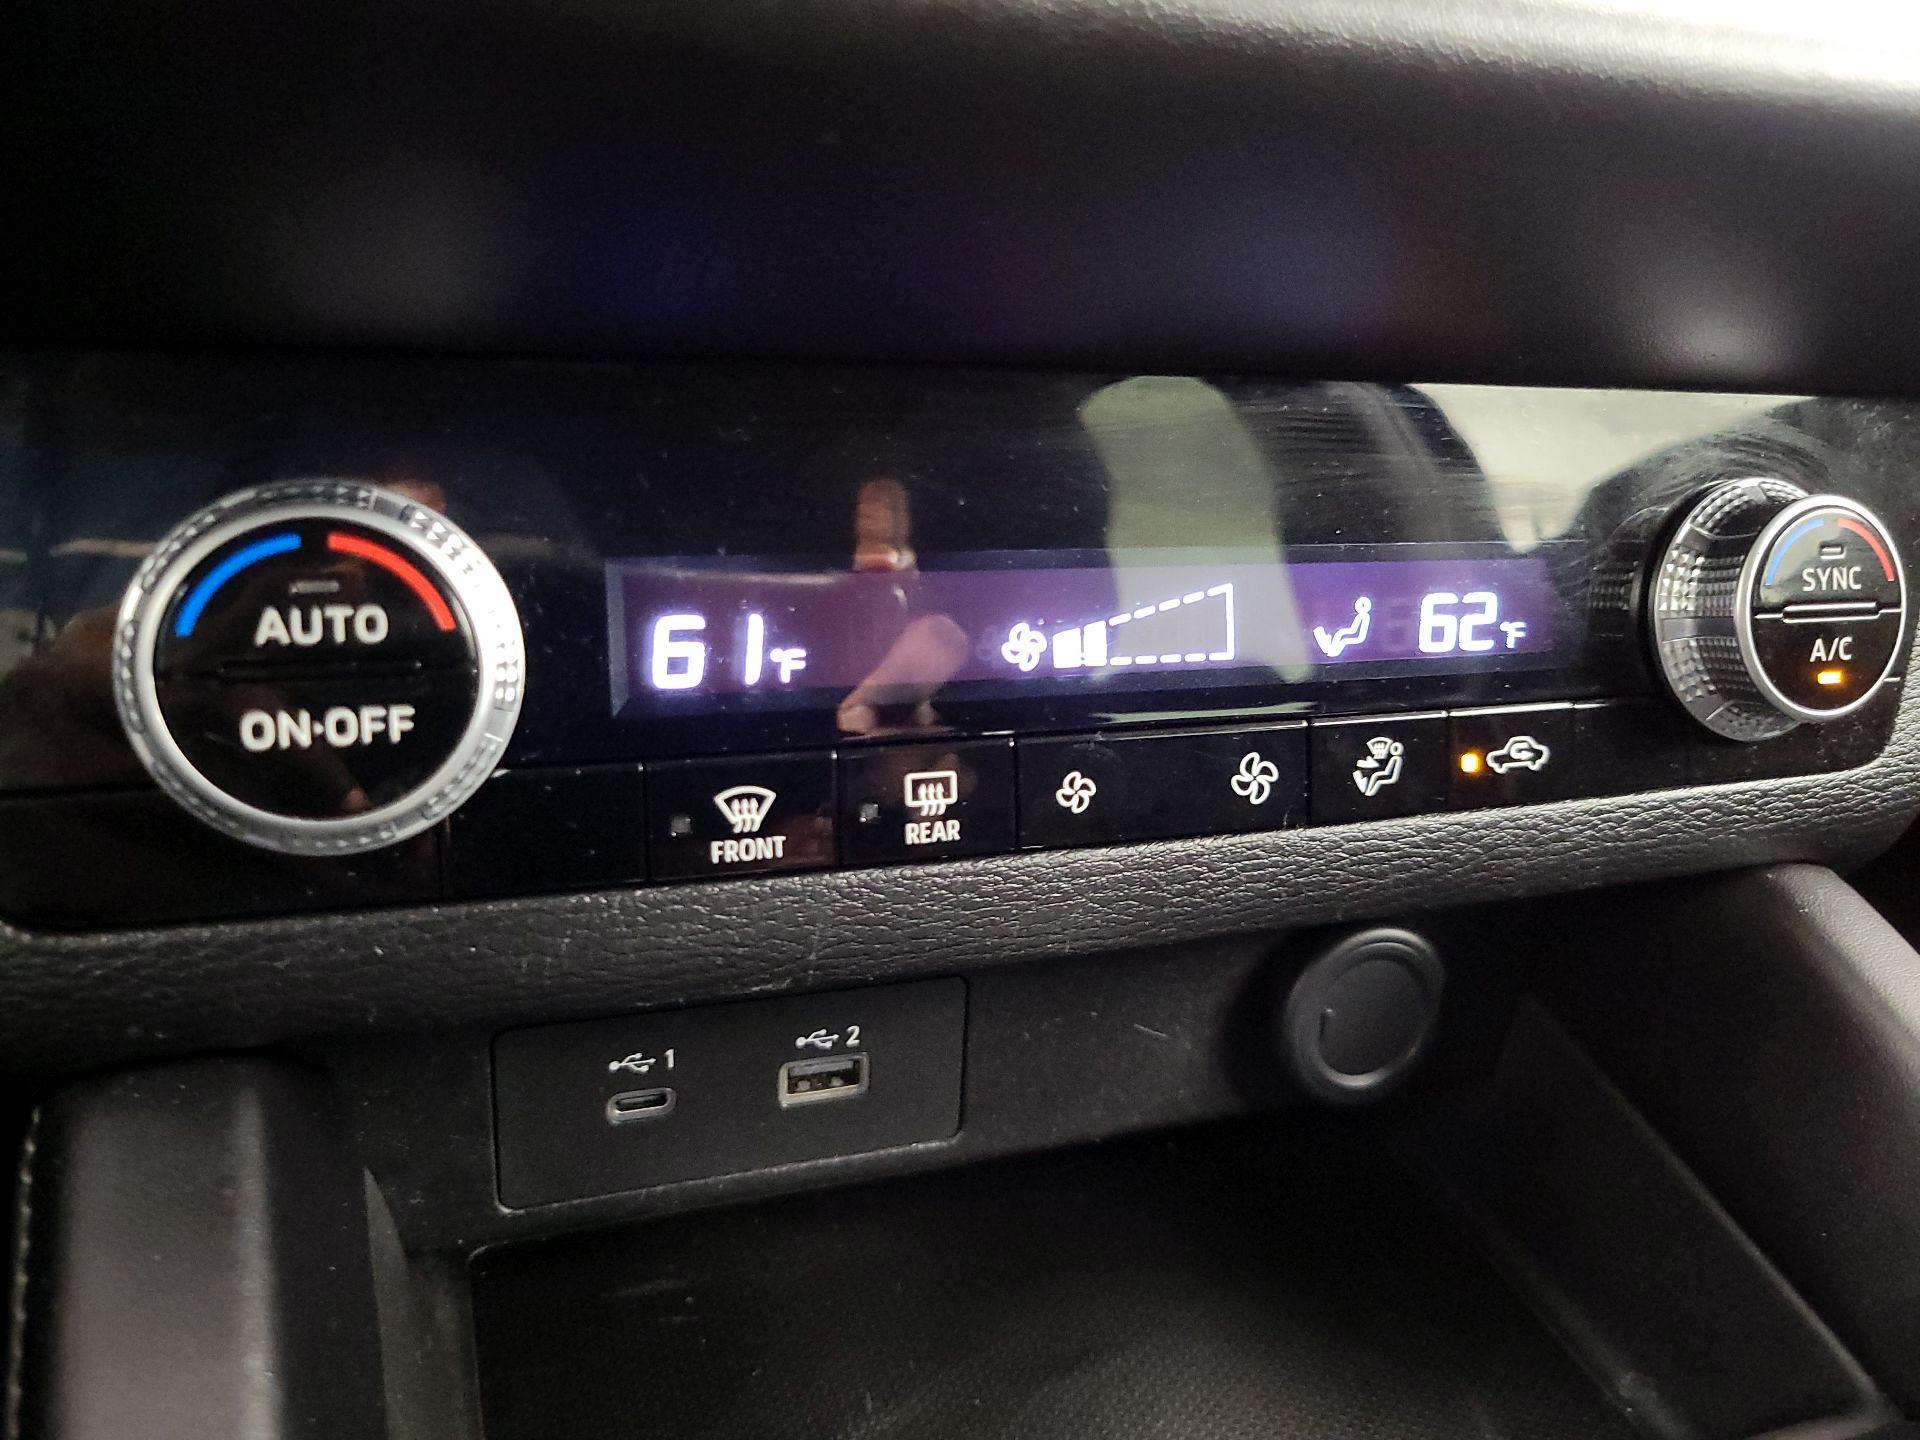 AUTO
ON·OFF
61°F
62°F
SYNC
A/C
FRONT
REAR
1
2